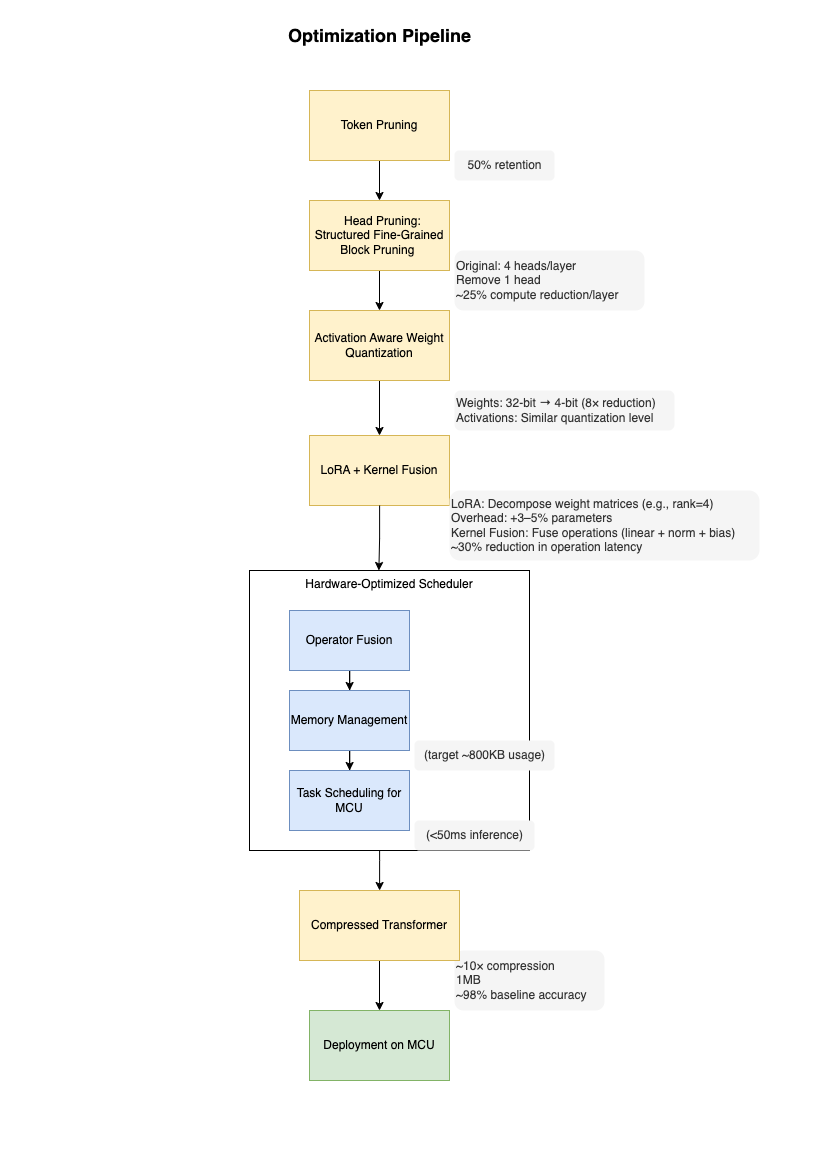 Optimization Pipeline
Token Pruning
50% retention
Head Pruning:
Structured Fine-Grained
Block Pruning
Original: 4 heads/layer
Remove 1 head
~25% compute reduction/layer
Activation Aware Weight
Quantization
Weights: 32-bit → 4-bit (8× reduction)
Activations: Similar quantization level
LoRA + Kernel Fusion
LoRA: Decompose weight matrices (e.g., rank=4)
Overhead: +3–5% parameters
Kernel Fusion: Fuse operations (linear + norm + bias)
~30% reduction in operation latency
Hardware-Optimized Scheduler
Operator Fusion
Memory Management
(target ~800KB usage)
Task Scheduling for
MCU
(<50ms inference)
Compressed Transformer
~10× compression
1MB
~98% baseline accuracy
Deployment on MCU